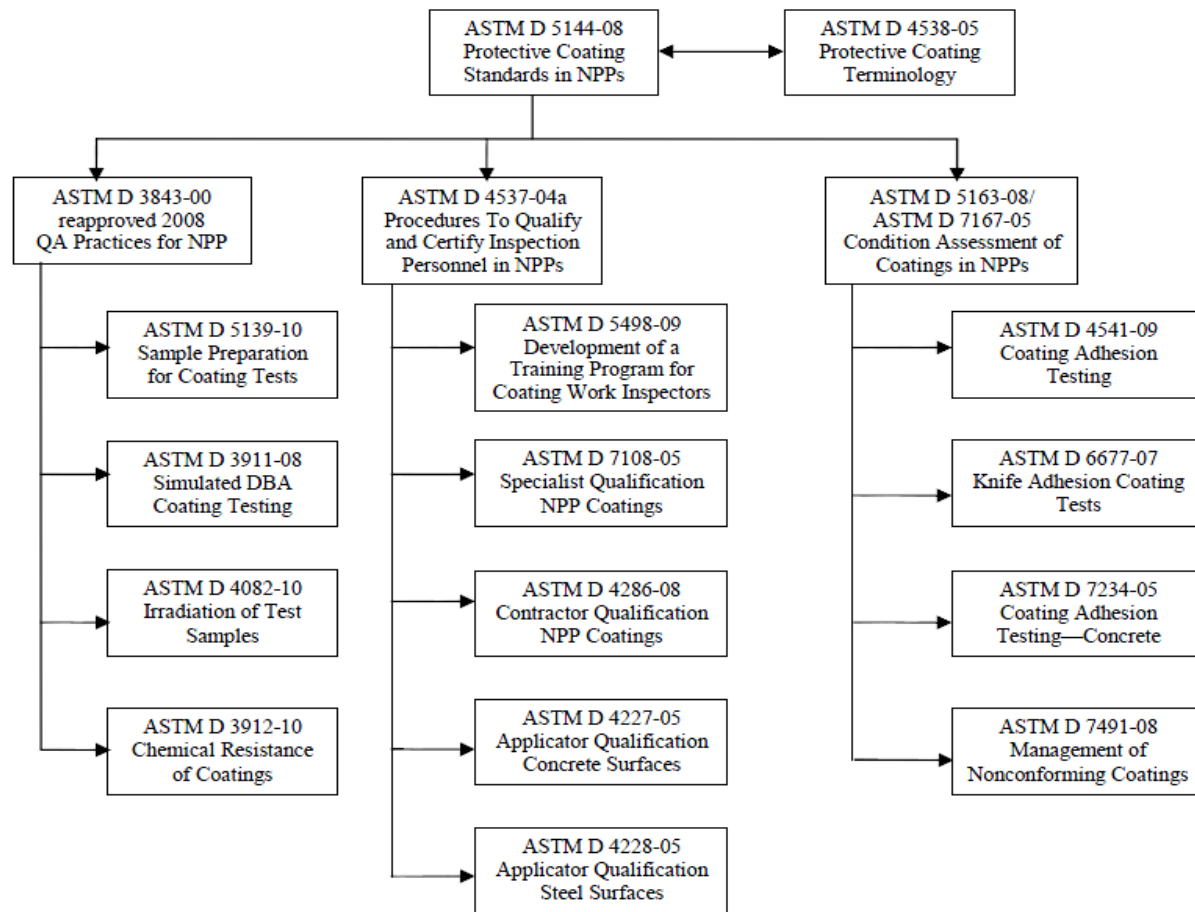 ASTM D 5144-08
Protective Coating
Standards in NPPs
ASTM D 4538-05
Protective Coating
Terminology
ASTM D 3843-00
reapproved 2008
QA Practices for NPP
ASTM D 4537-04a
Procedures To Qualify
and Certify Inspection
Personnel in NPPs
ASTM D 5163-08/
ASTM D 7167-05
Condition Assessment of
Coatings in NPPs
ASTM D 5139-10
Sample Preparation
for Coating Tests
ASTM D 3911-08
Simulated DBA
Coating Testing
ASTM D 4082-10
Irradiation of Test
Samples
ASTM D 3912-10
Chemical Resistance
of Coatings
ASTM D 5498-09
Development of a
Training Program for
Coating Work Inspectors
ASTM D 7108-05
Specialist Qualification
NPP Coatings
ASTM D 4286-08
Contractor Qualification
NPP Coatings
ASTM D 4227-05
Applicator Qualification
Concrete Surfaces
ASTM D 4228-05
Applicator Qualification
Steel Surfaces
ASTM D 4541-09
Coating Adhesion
Testing
ASTM D 6677-07
Knife Adhesion Coating
Tests
ASTM D 7234-05
Coating Adhesion
Testing—Concrete
ASTM D 7491-08
Management of
Nonconforming Coatings